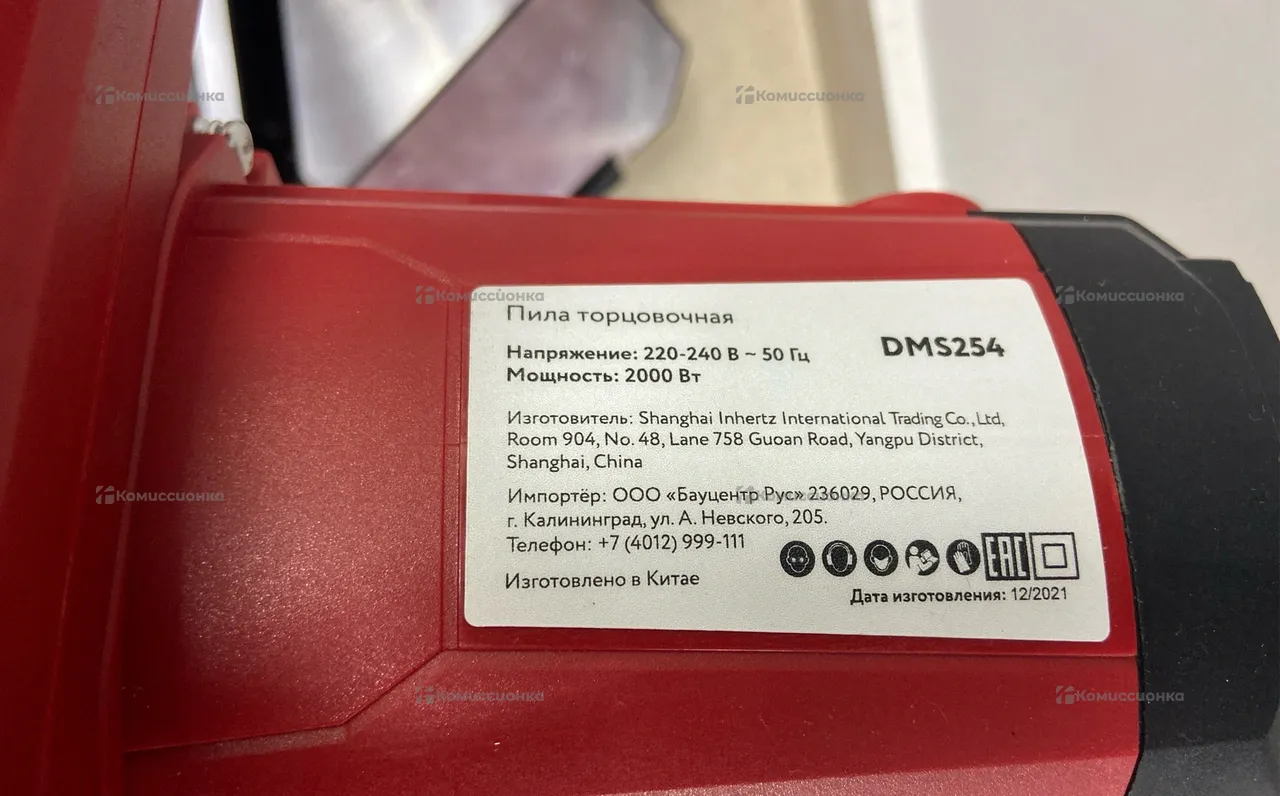 Комиссионка Комиссионка
Комиссионка Комиссионка
Пила торцовочная
DMS254
Напряжение: 220-240 В ~ 50 Гц
Мощность: 2000 Вт
Изготовитель: Shanghai Inhertz International Trading Co., Ltd,
Room 904, No. 48, Lane 758 Guoan Road, Yangpu District,
Shanghai, China
Комиссионка Комиссионка
Импортёр: ООО «Бауцентр Рус» 236029, РОССИЯ,
г. Калининград, ул. А. Невского, 205.
Телефон: +7 (4012) 999-111
EAC
Изготовлено в Китае
Дата изготовления: 12/2021
Комиссионка Комиссионка